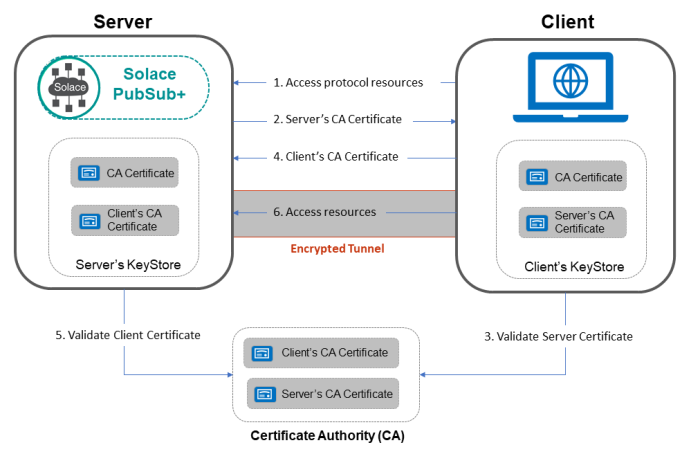 Server
Client
Solace
Solace
PubSub+
1. Access protocol resources
2. Server's CA Certificate
4. Client's CA Certificate
CA Certificate
Client's CA
Certificate
Server's KeyStore
6. Access resources
Encrypted Tunnel
CA Certificate
Server's CA
Certificate
Client's KeyStore
5. Validate Client Certificate
3. Validate Server Certificate
Client's CA Certificate
Server's CA Certificate
Certificate Authority (CA)